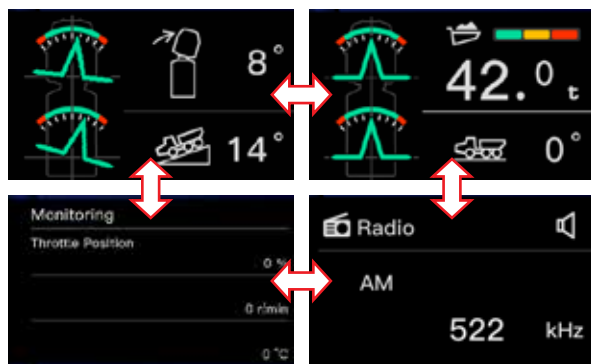 8°
14°
42.0 t
0°
Monitoring
Throttle Position
0 %
0 r/min
0 °C
Radio
AM
522 kHz